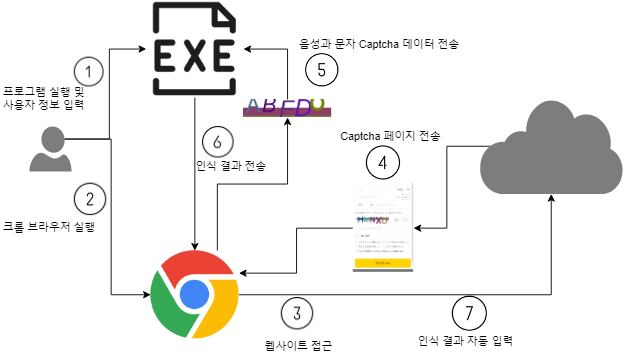 음성과 문자 Captcha 데이터 전송
EXE
1
5
프로그램 실행 및
사용자 정보 입력
ABFDU
6
인식 결과 전송
Captcha 페이지 전송
4
2
크롬 브라우저 실행
3
웹사이트 접근
7
인식 결과 자동 입력